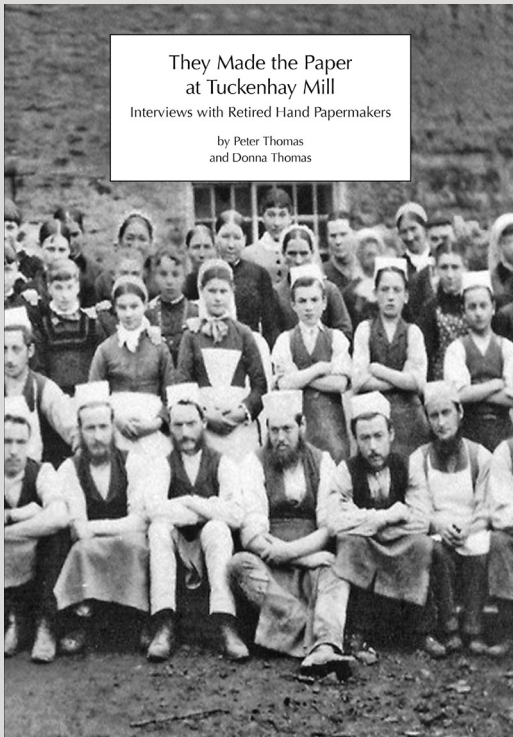 They Made the Paper
at Tuckenhay Mill
Interviews with Retired Hand Papermakers
by Peter Thomas
and Donna Thomas